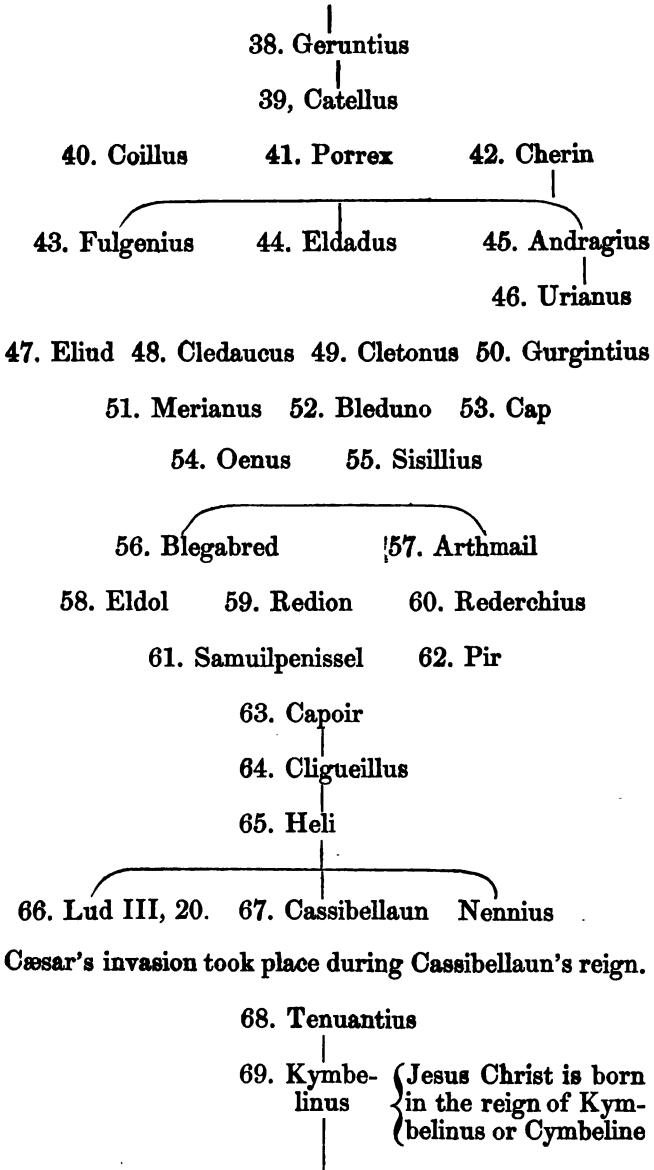 38. Geruntius
39, Catellus
40. Coillus 41. Porrex 42. Cherin
43. Fulgenius 44. Eldadus 45. Andragius
46. Urianus
47. Eliud 48. Cledaucus 49. Cletonus 50. Gurgintius
51. Merianus 52. Bleduno 53. Cap
54. Oenus 55. Sisillius
56. Blegabred 57. Arthmail
58. Eldol 59. Redion 60. Rederchius
61. Samuilpenissel 62. Pir
63. Capoir
64. Cligueillus
65. Heli
66. Lud III, 20. 67. Cassibellaun Nennius
Cæsar's invasion took place during Cassibellaun's reign.
68. Tenuantius
69. Kymbe- Jesus Christ is born
linus in the reign of Kym-
belinus or Cymbeline